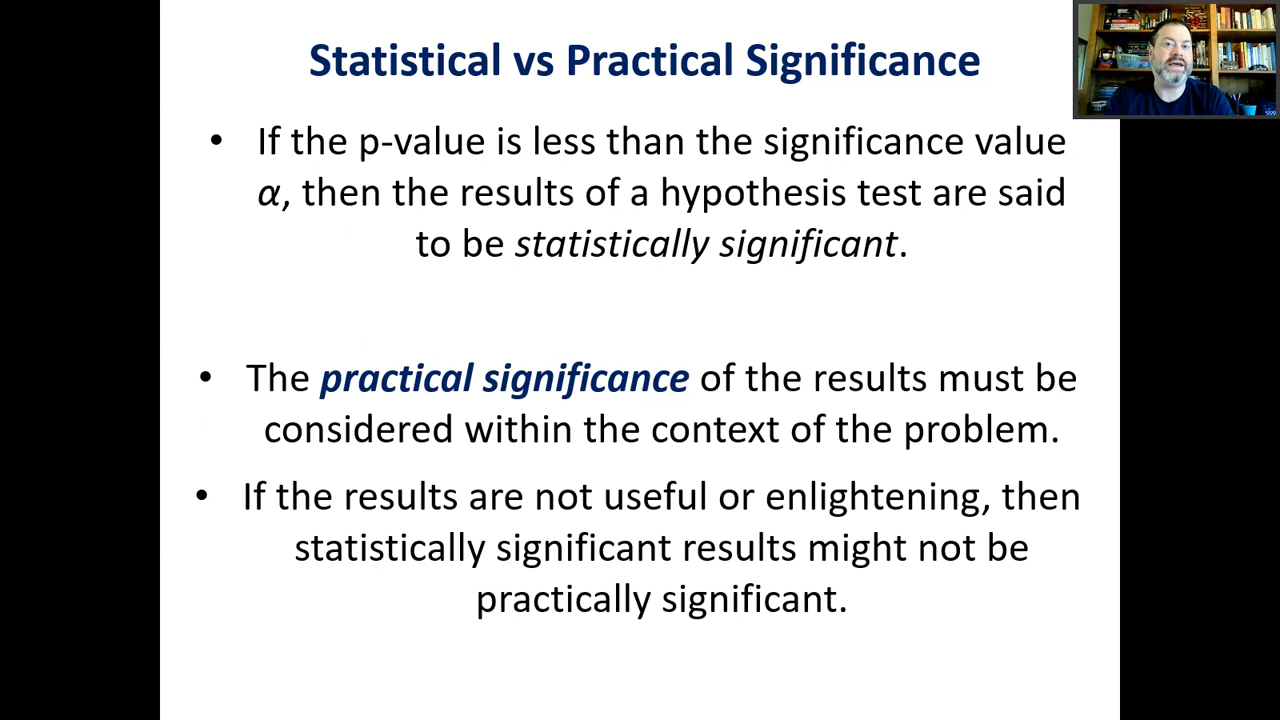 Statistical vs Practical Significance
• If the p-value is less than the significance value
α, then the results of a hypothesis test are said
to be statistically significant.
• The practical significance of the results must be
considered within the context of the problem.
• If the results are not useful or enlightening, then
statistically significant results might not be
practically significant.